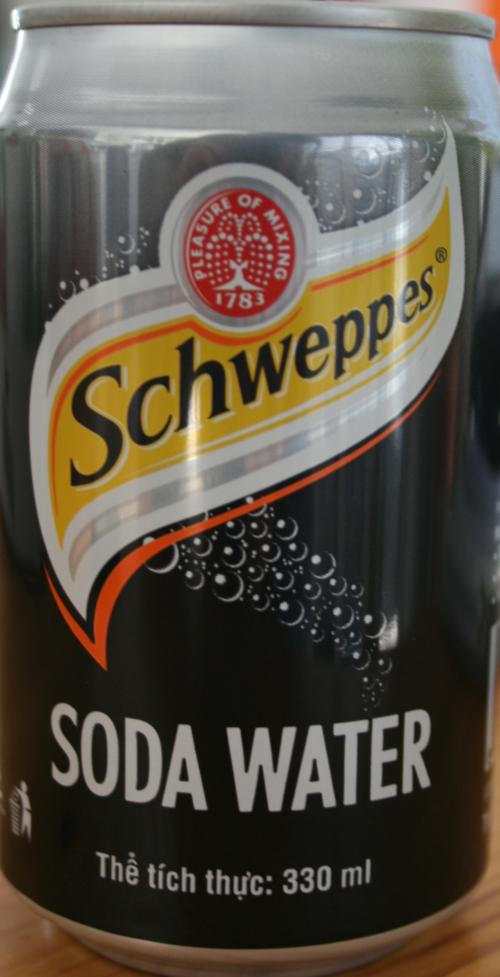 PLEASURE OF MIXING
1783
Schweppes®
SODA WATER
Thể tích thực: 330 ml